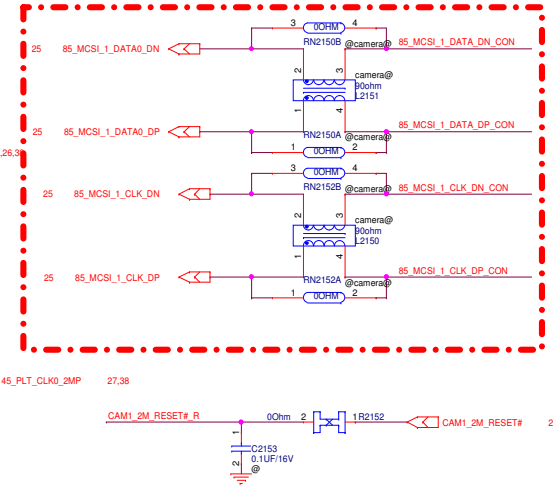 3 0OHM 4
25 85_MCSI_1_DATA0_DN RN2150B @camera@ 85_MCSI_1_DATA_DN_CON
2 3
camera@
90ohm
L2151
1 4
25 85_MCSI_1_DATA0_DP RN2150A @camera@ 85_MCSI_1_DATA_DP_CON
1 0OHM 2
3 0OHM 4
25 85_MCSI_1_CLK_DN RN2152B @camera@ 85_MCSI_1_CLK_DN_CON
2 3
camera@
90ohm
L2150
1 4
25 85_MCSI_1_CLK_DP RN2152A @camera@ 85_MCSI_1_CLK_DP_CON
1 0OHM 2
45_PLT_CLK0_2MP 27,38
CAM1_2M_RESET#_R 0Ohm 2 1 R2152 CAM1_2M_RESET# 2
1
C2153
0.1UF/16V
2 @